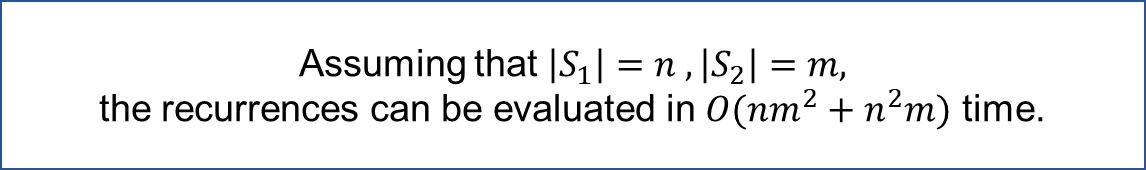 Assuming that |𝑆₁| = 𝑛 , |𝑆₂| = 𝑚,
the recurrences can be evaluated in 𝑂(𝑛𝑚² + 𝑛²𝑚) time.